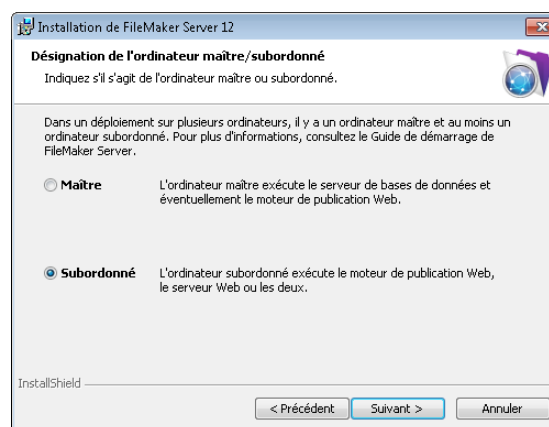 Installation de FileMaker Server 12
Désignation de l'ordinateur maître/subordonné
Indiquez s'il s'agit de l'ordinateur maître ou subordonné.
Dans un déploiement sur plusieurs ordinateurs, il y a un ordinateur maître et au moins un
ordinateur subordonné. Pour plus d'informations, consultez le Guide de démarrage de
FileMaker Server.
Maître
L'ordinateur maître exécute le serveur de bases de données et
éventuellement le moteur de publication Web.
Subordonné
L'ordinateur subordonné exécute le moteur de publication Web,
le serveur Web ou les deux.
InstallShield
< Précédent
Suivant >
Annuler